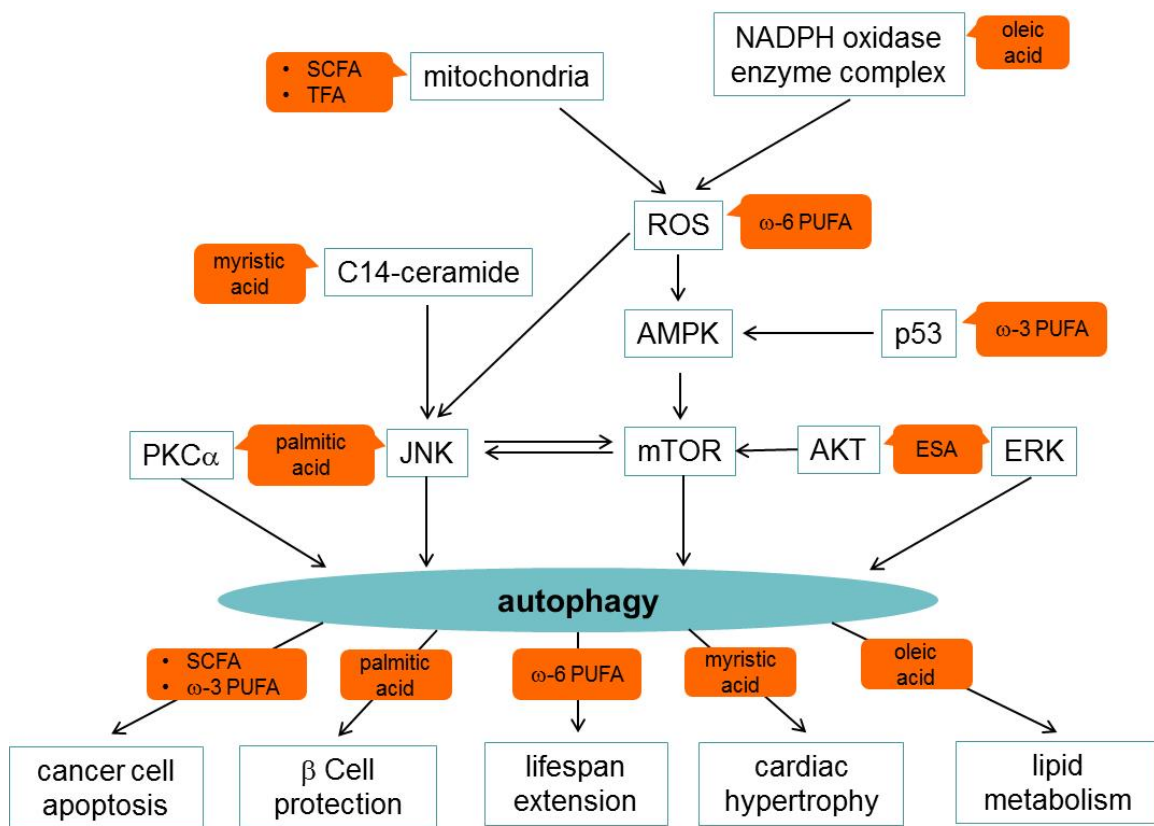 NADPH oxidase
enzyme complex
oleic
acid
• SCFA
• TFA
mitochondria
ROS
ω-6 PUFA
myristic
acid
C14-ceramide
AMPK
p53
ω-3 PUFA
PKCα
palmitic
acid
JNK
mTOR
AKT
ESA
ERK
autophagy
• SCFA
• ω-3 PUFA
palmitic
acid
ω-6 PUFA
myristic
acid
oleic
acid
cancer cell
apoptosis
β Cell
protection
lifespan
extension
cardiac
hypertrophy
lipid
metabolism